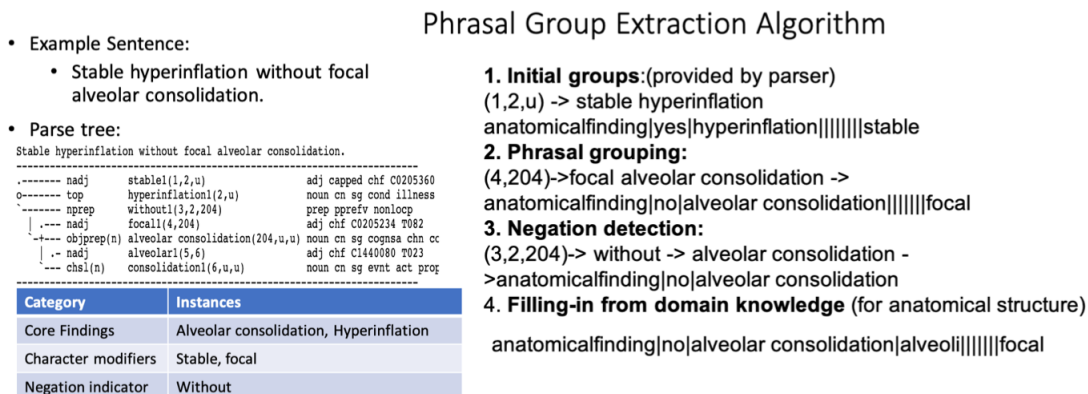 Phrasal Group Extraction Algorithm
• Example Sentence:
• Stable hyperinflation without focal
alveolar consolidation.
• Parse tree:
Stable hyperinflation without focal alveolar consolidation.
--------------------------------------------------------------
.------- nadj stable1(1,2,u) adj capped chf C0205360
o------- top hyperinflation1(2,u) noun cn sg cond illness
`------- nprep without1(3,2,204) prep pprefv nonlocp
| .--- nadj focal1(4,204) adj chf C0205234 T082
`-+--- objprep(n) alveolar consolidation(204,u,u) noun cn sg cognsa chn cc
| .- nadj alveolar1(5,6) adj chf C1440080 T023
`--- chsl(n) consolidation1(6,u,u) noun cn sg evnt act prop
--------------------------------------------------------------
Category Instances
Core Findings Alveolar consolidation, Hyperinflation
Character modifiers Stable, focal
Negation indicator Without
1. Initial groups:(provided by parser)
(1,2,u) -> stable hyperinflation
anatomicalfinding|yes|hyperinflation||||||||stable
2. Phrasal grouping:
(4,204)->focal alveolar consolidation ->
anatomicalfinding|no|alveolar consolidation|||||||focal
3. Negation detection:
(3,2,204)-> without -> alveolar consolidation -
>anatomicalfinding|no|alveolar consolidation
4. Filling-in from domain knowledge (for anatomical structure)
anatomicalfinding|no|alveolar consolidation|alveoli|||||||focal